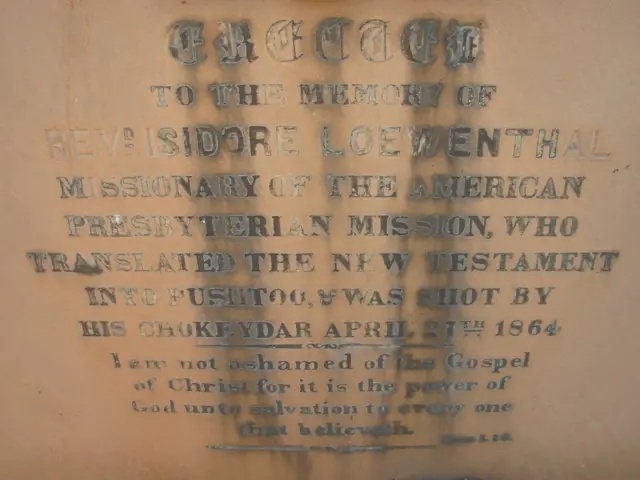 ERECTED
TO THE MEMORY OF
REVD. ISIDORE LOEWENTHAL
MISSIONARY OF THE AMERICAN
PRESBYTERIAN MISSION, WHO
TRANSLATED THE NEW TESTAMENT
INTO PUSHTOO, & WAS SHOT BY
HIS CHOKEYDAR APRIL 27TH 1864
I am not ashamed of the Gospel
of Christ for it is the power of
God unto salvation to every one
that believeth.